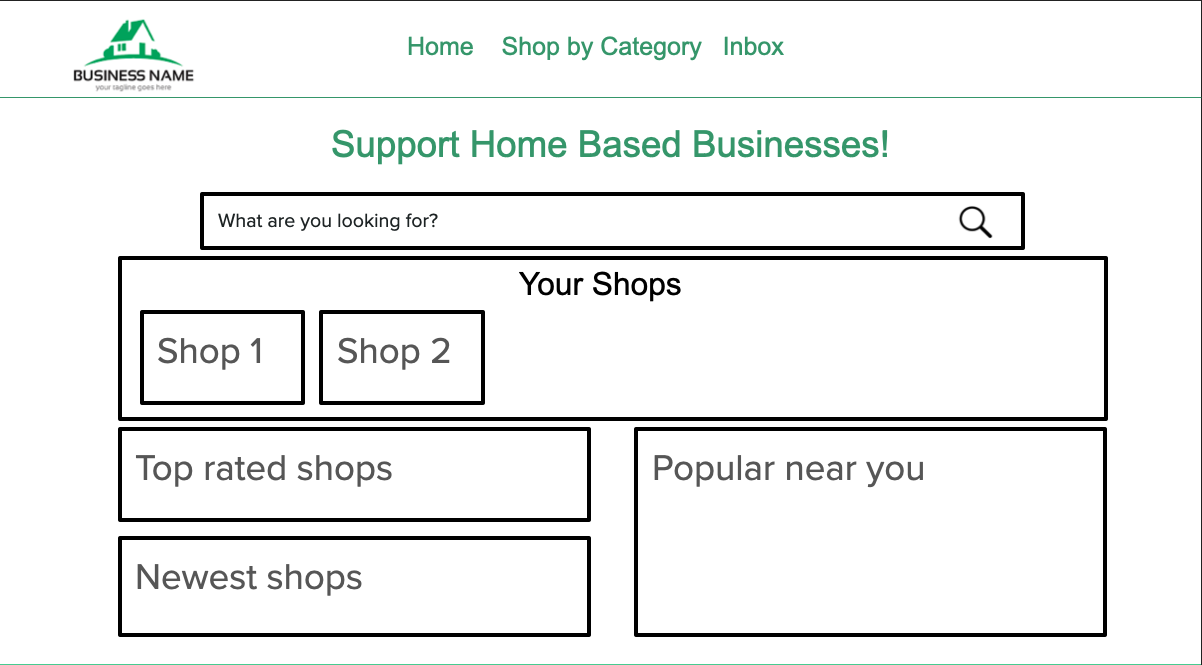 BUSINESS NAME
your tagline goes here
Home Shop by Category Inbox
Support Home Based Businesses!
What are you looking for?
Your Shops
Shop 1 Shop 2
Top rated shops
Popular near you
Newest shops